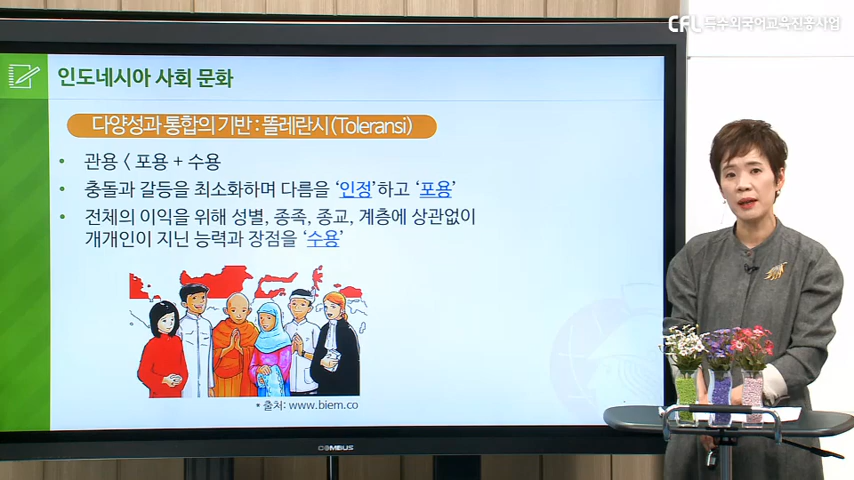 CFL 특수외국어교육진흥사업
인도네시아 사회 문화
다양성과 통합의 기반 : 똘레란시(Toleransi)
• 관용 < 포용 + 수용
• 충돌과 갈등을 최소화하며 다름을 ‘인정’하고 ‘포용’
• 전체의 이익을 위해 성별, 종족, 종교, 계층에 상관없이
개개인이 지닌 능력과 장점을 ‘수용’
* 출처: www.biem.co
COMBUS